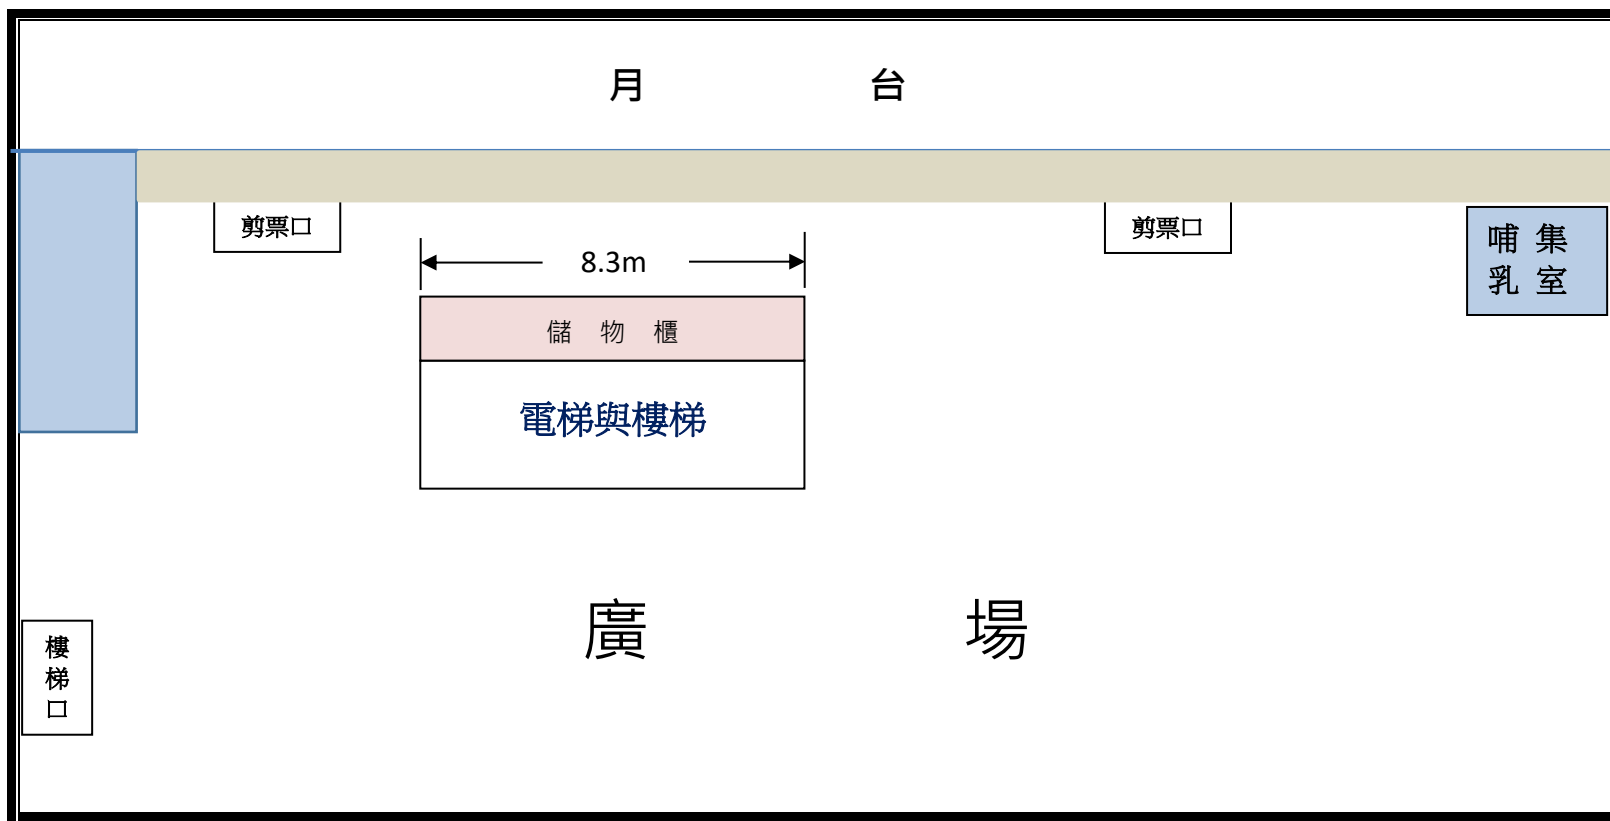 月 台
剪票口
剪票口
哺 集
乳 室
8.3m
儲 物 櫃
電梯與樓梯
廣 場
樓
梯
口